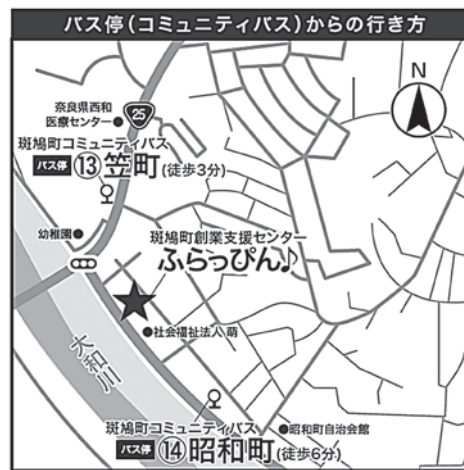 バス停(コミュニティバス)からの行き方
N
奈良県西和
医療センター
25
斑鳩町コミュニティバス
バス停 ⑬笠町(徒歩3分)
幼稚園
斑鳩町創業支援センター
ふらっぴん♪
社会福祉法人 萌
大和川
斑鳩町コミュニティバス
昭和町自治会館
バス停 ⑭昭和町(徒歩6分)